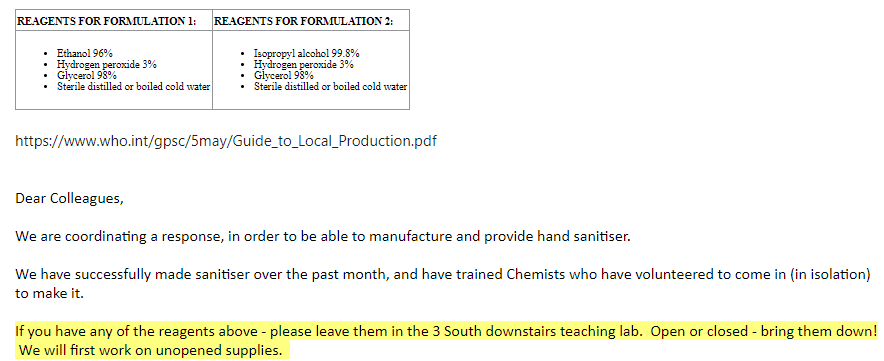 REAGENTS FOR FORMULATION 1: REAGENTS FOR FORMULATION 2:
• Ethanol 96%
• Hydrogen peroxide 3%
• Glycerol 98%
• Sterile distilled or boiled cold water
• Isopropyl alcohol 99.8%
• Hydrogen peroxide 3%
• Glycerol 98%
• Sterile distilled or boiled cold water
https://www.who.int/gpsc/5may/Guide_to_Local_Production.pdf
Dear Colleagues,
We are coordinating a response, in order to be able to manufacture and provide hand sanitiser.
We have successfully made sanitiser over the past month, and have trained Chemists who have volunteered to come in (in isolation)
to make it.
If you have any of the reagents above - please leave them in the 3 South downstairs teaching lab.  Open or closed - bring them down!
We will first work on unopened supplies.